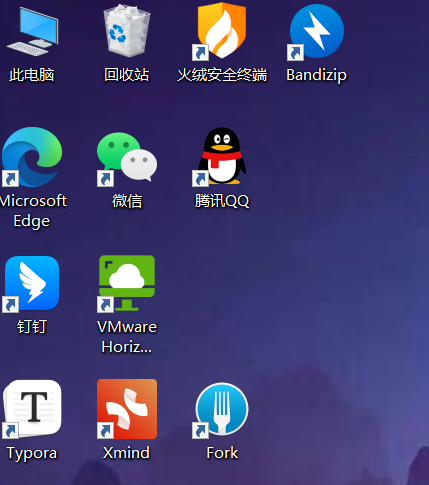 此电脑
回收站
火绒安全终端
Bandizip
Microsoft
Edge
微信
腾讯QQ
钉钉
VMware
Horiz...
T
Typora
Xmind
Fork